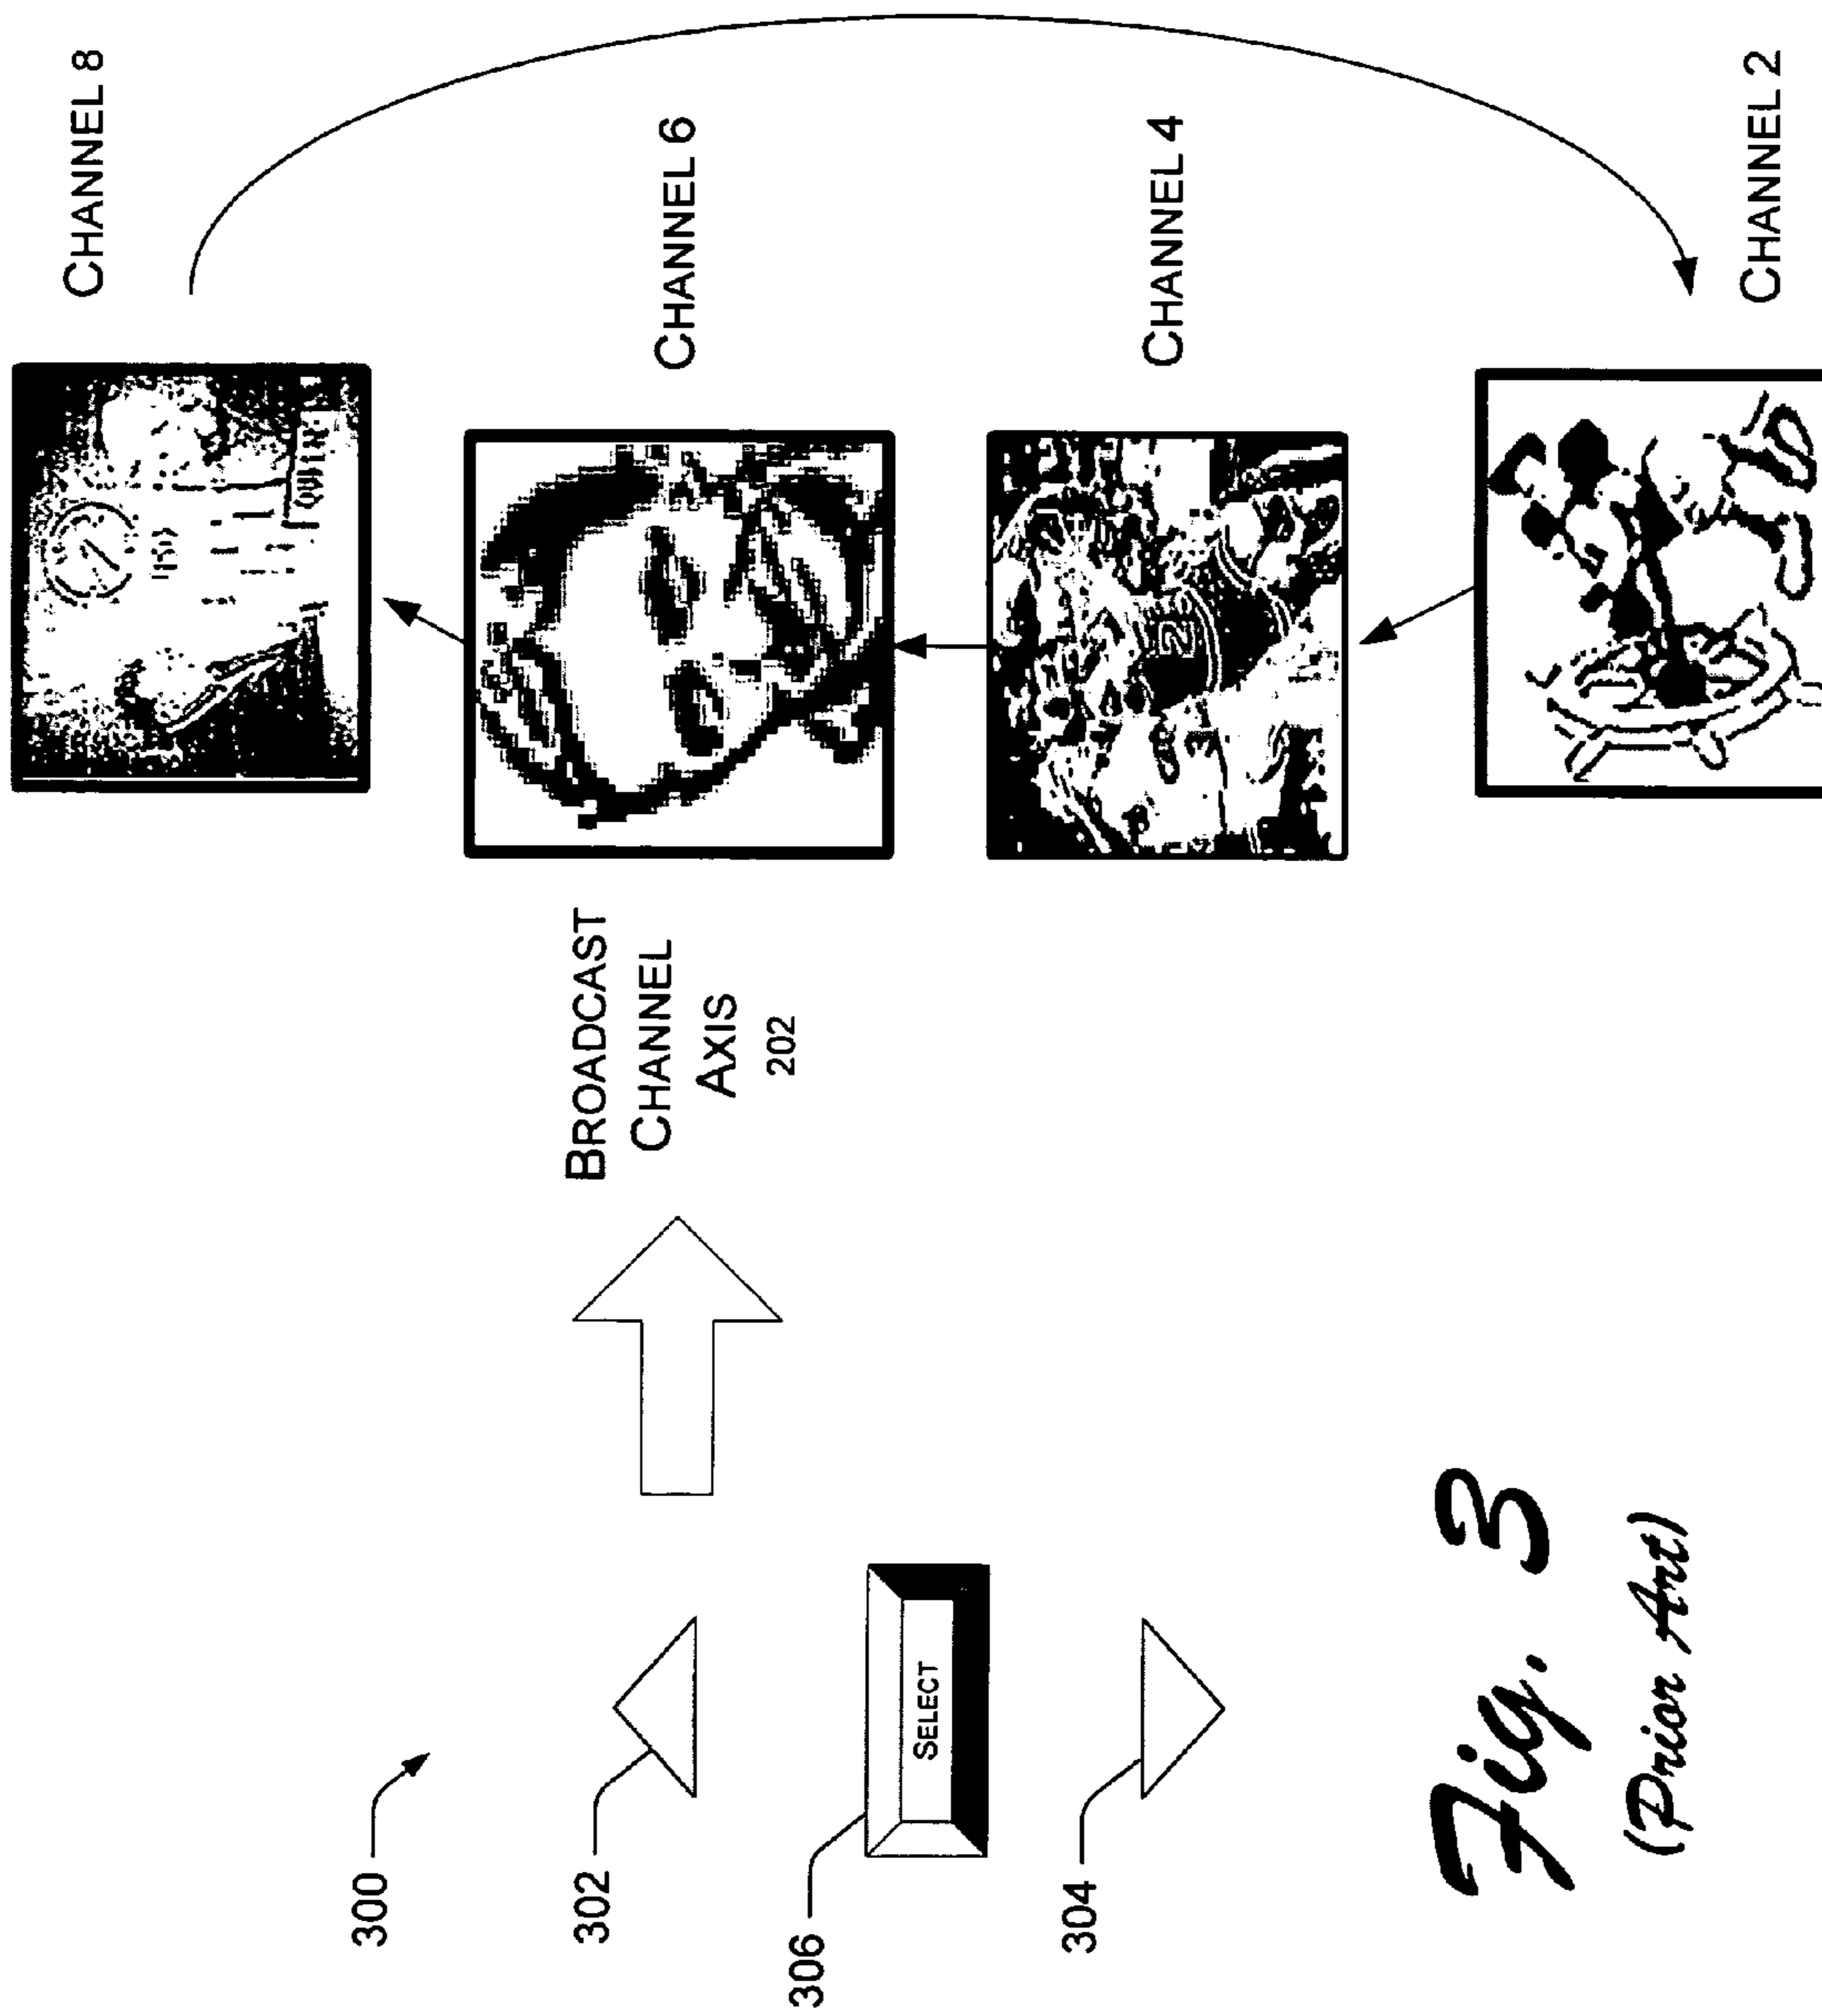 300
302
306
304
SELECT
BROADCAST
CHANNEL
AXIS
202
CHANNEL 8
CHANNEL 6
CHANNEL 4
CHANNEL 2
12
Fig. 3
(Prior Art)